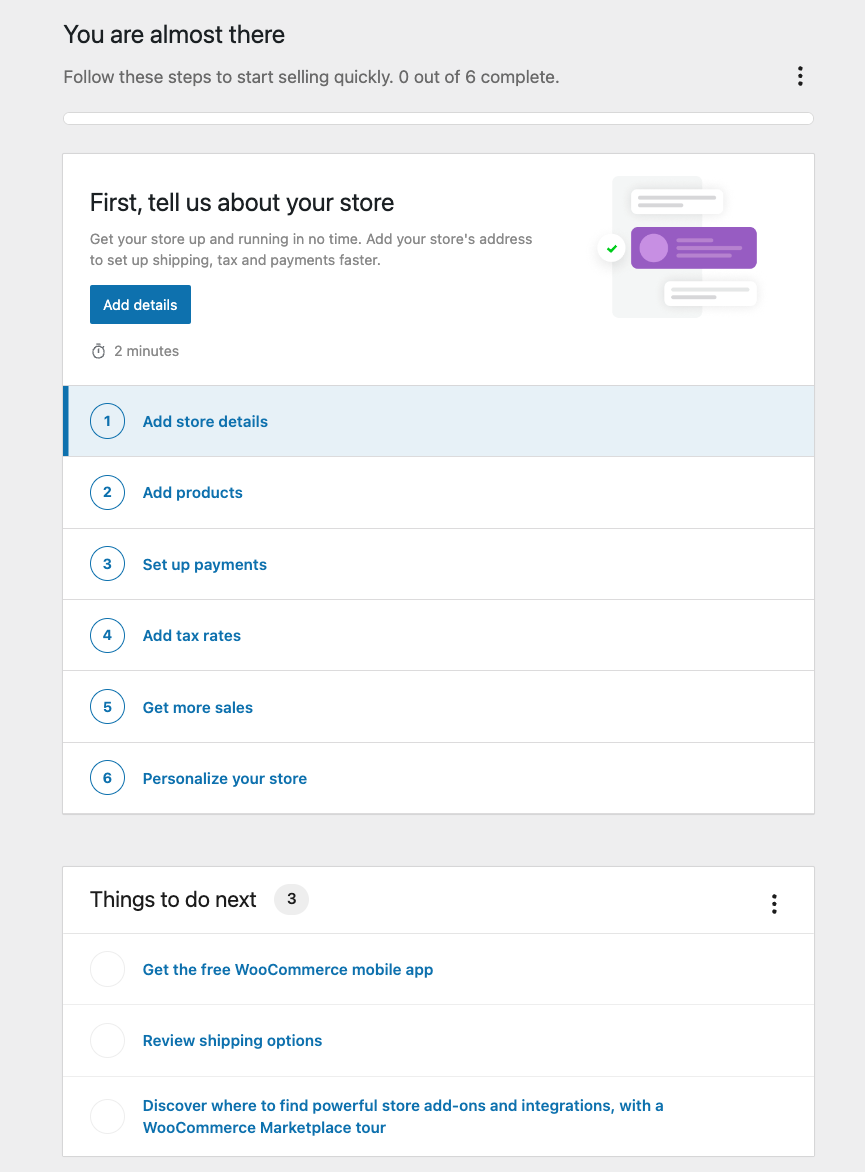 You are almost there
Follow these steps to start selling quickly. 0 out of 6 complete.
First, tell us about your store
Get your store up and running in no time. Add your store's address
to set up shipping, tax and payments faster.
Add details
2 minutes
1 Add store details
2 Add products
3 Set up payments
4 Add tax rates
5 Get more sales
6 Personalize your store
Things to do next 3
Get the free WooCommerce mobile app
Review shipping options
Discover where to find powerful store add-ons and integrations, with a
WooCommerce Marketplace tour